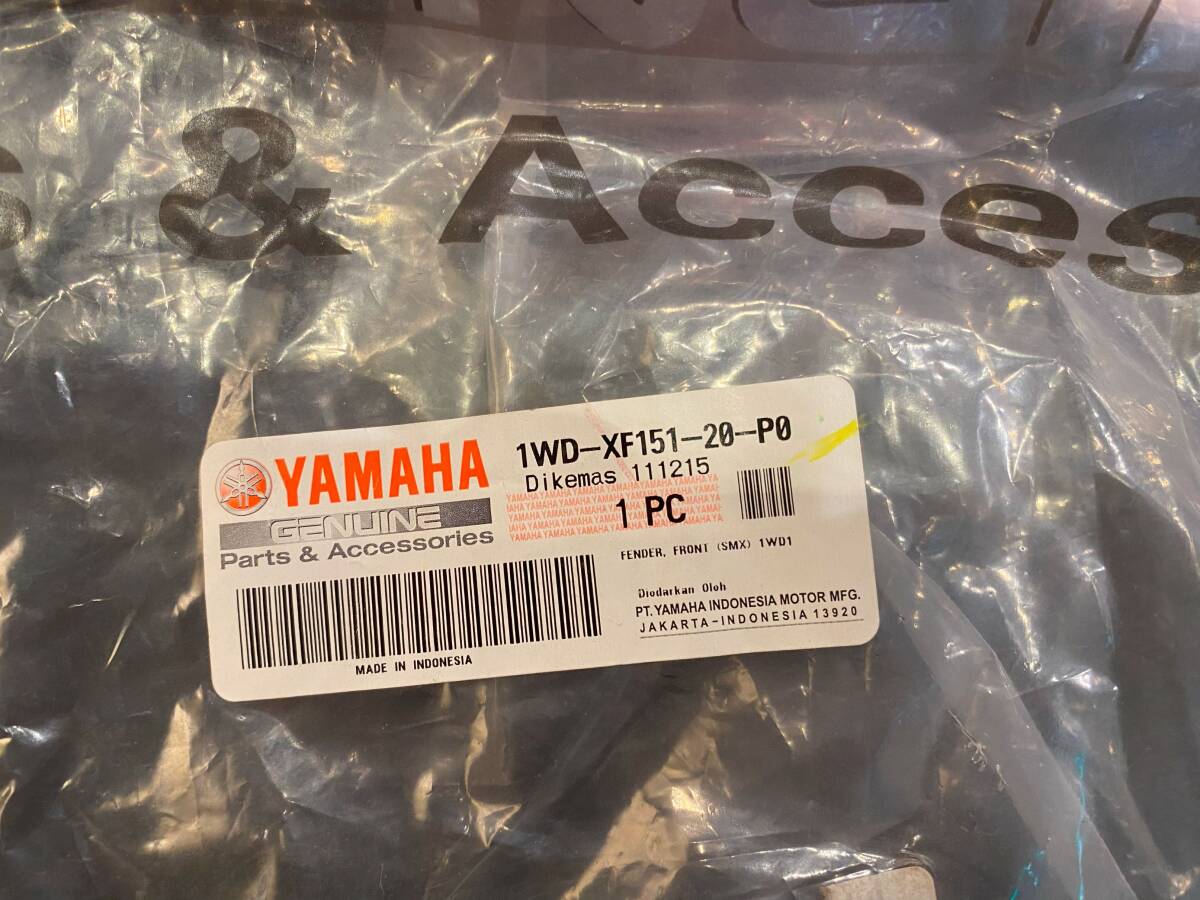 s & Acces
YAMAHA
GENUINE
Parts & Accessories
1WD-XF151-20-P0
Dikemas 111215
1 PC
FENDER, FRONT (SMX) 1WD1
Diedarkan Oleh
PT. YAMAHA INDONESIA MOTOR MFG.
JAKARTA-INDONESIA 13920
MADE IN INDONESIA